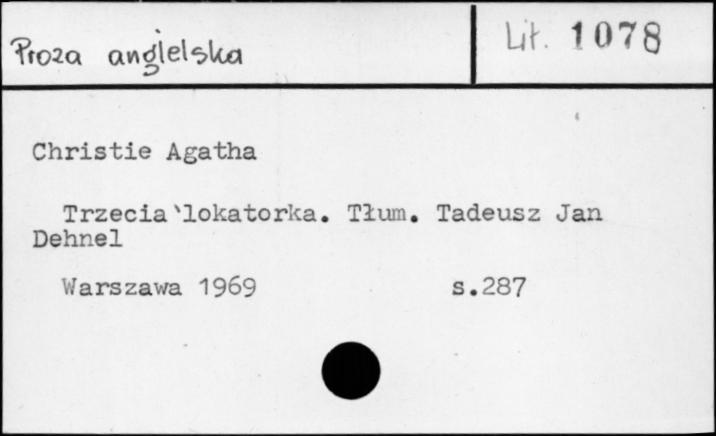 Proza angielska
Lit. 1078
Christie Agatha
Trzecia lokatorka. Tłum. Tadeusz Jan
Dehnel
Warszawa 1969 s.287